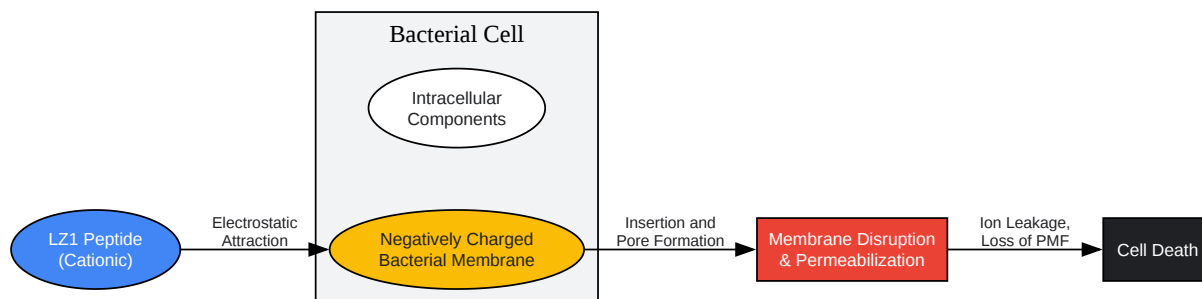 Bacterial Cell
Intracellular
Components
LZ1 Peptide
(Cationic)
Electrostatic
Attraction
Negatively Charged
Bacterial Membrane
Insertion and
Pore Formation
Membrane Disruption
& Permeabilization
Ion Leakage,
Loss of PMF
Cell Death